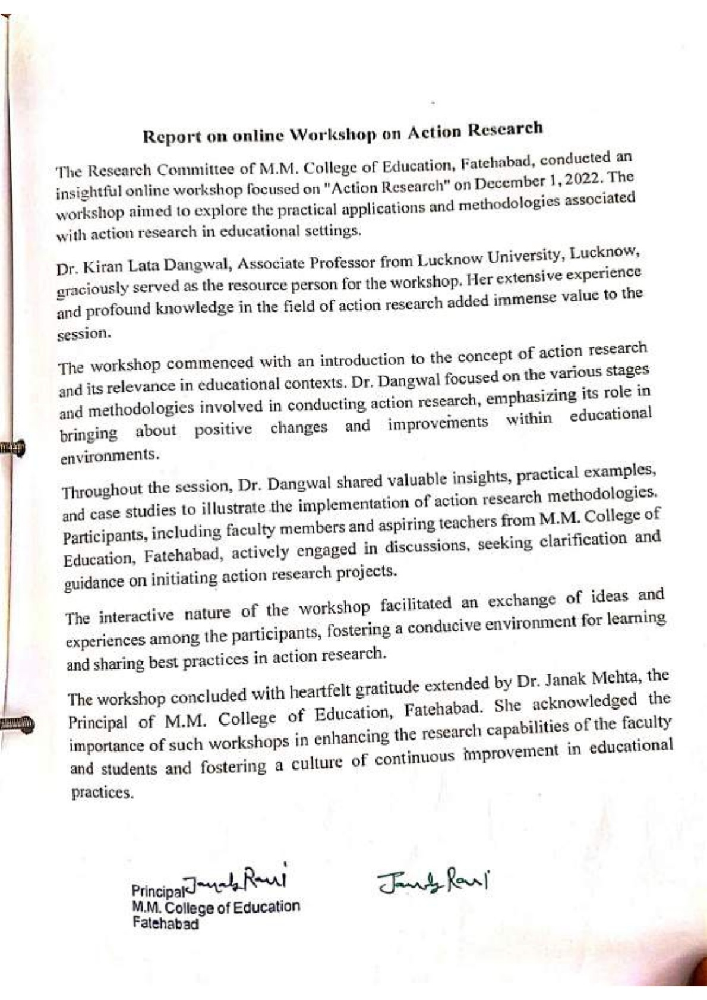 Report on online Workshop on Action Research
The Research Committee of M.M. College of Education, Fatehabad, conducted an
insightful online workshop focused on "Action Research" on December 1, 2022. The
workshop aimed to explore the practical applications and methodologies associated
with action research in educational settings.
Dr. Kiran Lata Dangwal, Associate Professor from Lucknow University, Lucknow,
graciously served as the resource person for the workshop. Her extensive experience
and profound knowledge in the field of action research added immense value to the
session.
The workshop commenced with an introduction to the concept of action research
and its relevance in educational contexts. Dr. Dangwal focused on the various stages
and methodologies involved in conducting action research, emphasizing its role in
bringing about positive changes and improvements within educational
environments.
Throughout the session, Dr. Dangwal shared valuable insights, practical examples,
and case studies to illustrate the implementation of action research methodologies.
Participants, including faculty members and aspiring teachers from M.M. College of
Education, Fatehabad, actively engaged in discussions, seeking clarification and
guidance on initiating action research projects.
The interactive nature of the workshop facilitated an exchange of ideas and
experiences among the participants, fostering a conducive environment for learning
and sharing best practices in action research.
The workshop concluded with heartfelt gratitude extended by Dr. Janak Mehta, the
Principal of M.M. College of Education, Fatehabad. She acknowledged the
importance of such workshops in enhancing the research capabilities of the faculty
and students and fostering a culture of continuous improvement in educational
practices.
Principal Janak Rani
M.M. College of Education
Fatehabad
Janak Rani